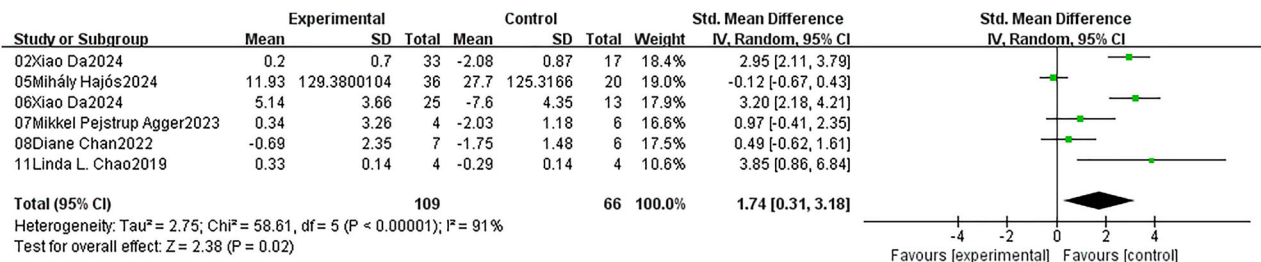 Experimental Control Std. Mean Difference Std. Mean Difference
Study or Subgroup Mean SD Total Mean SD Total Weight IV, Random, 95% CI IV, Random, 95% CI
02Xiao Da2024 0.2 0.7 33 -2.08 0.87 17 18.4% 2.95 [2.11, 3.79]
05Mihály Hajós2024 11.93 129.3800104 36 27.7 125.3166 20 19.0% -0.12 [-0.67, 0.43]
06Xiao Da2024 5.14 3.66 25 -7.6 4.35 13 17.9% 3.20 [2.18, 4.21]
07Mikkel Pejstrup Agger2023 0.34 3.26 4 -2.03 1.18 6 16.6% 0.97 [-0.41, 2.35]
08Diane Chan2022 -0.69 2.35 7 -1.75 1.48 6 17.5% 0.49 [-0.62, 1.61]
11Linda L. Chao2019 0.33 0.14 4 -0.29 0.14 4 10.6% 3.85 [0.86, 6.84]
Total (95% CI) 109 66 100.0% 1.74 [0.31, 3.18]
Heterogeneity: Tau² = 2.75; Chi² = 58.61, df = 5 (P < 0.00001); I² = 91%
Test for overall effect: Z = 2.38 (P = 0.02)
-4 -2 0 2 4
Favours [experimental] Favours [control]